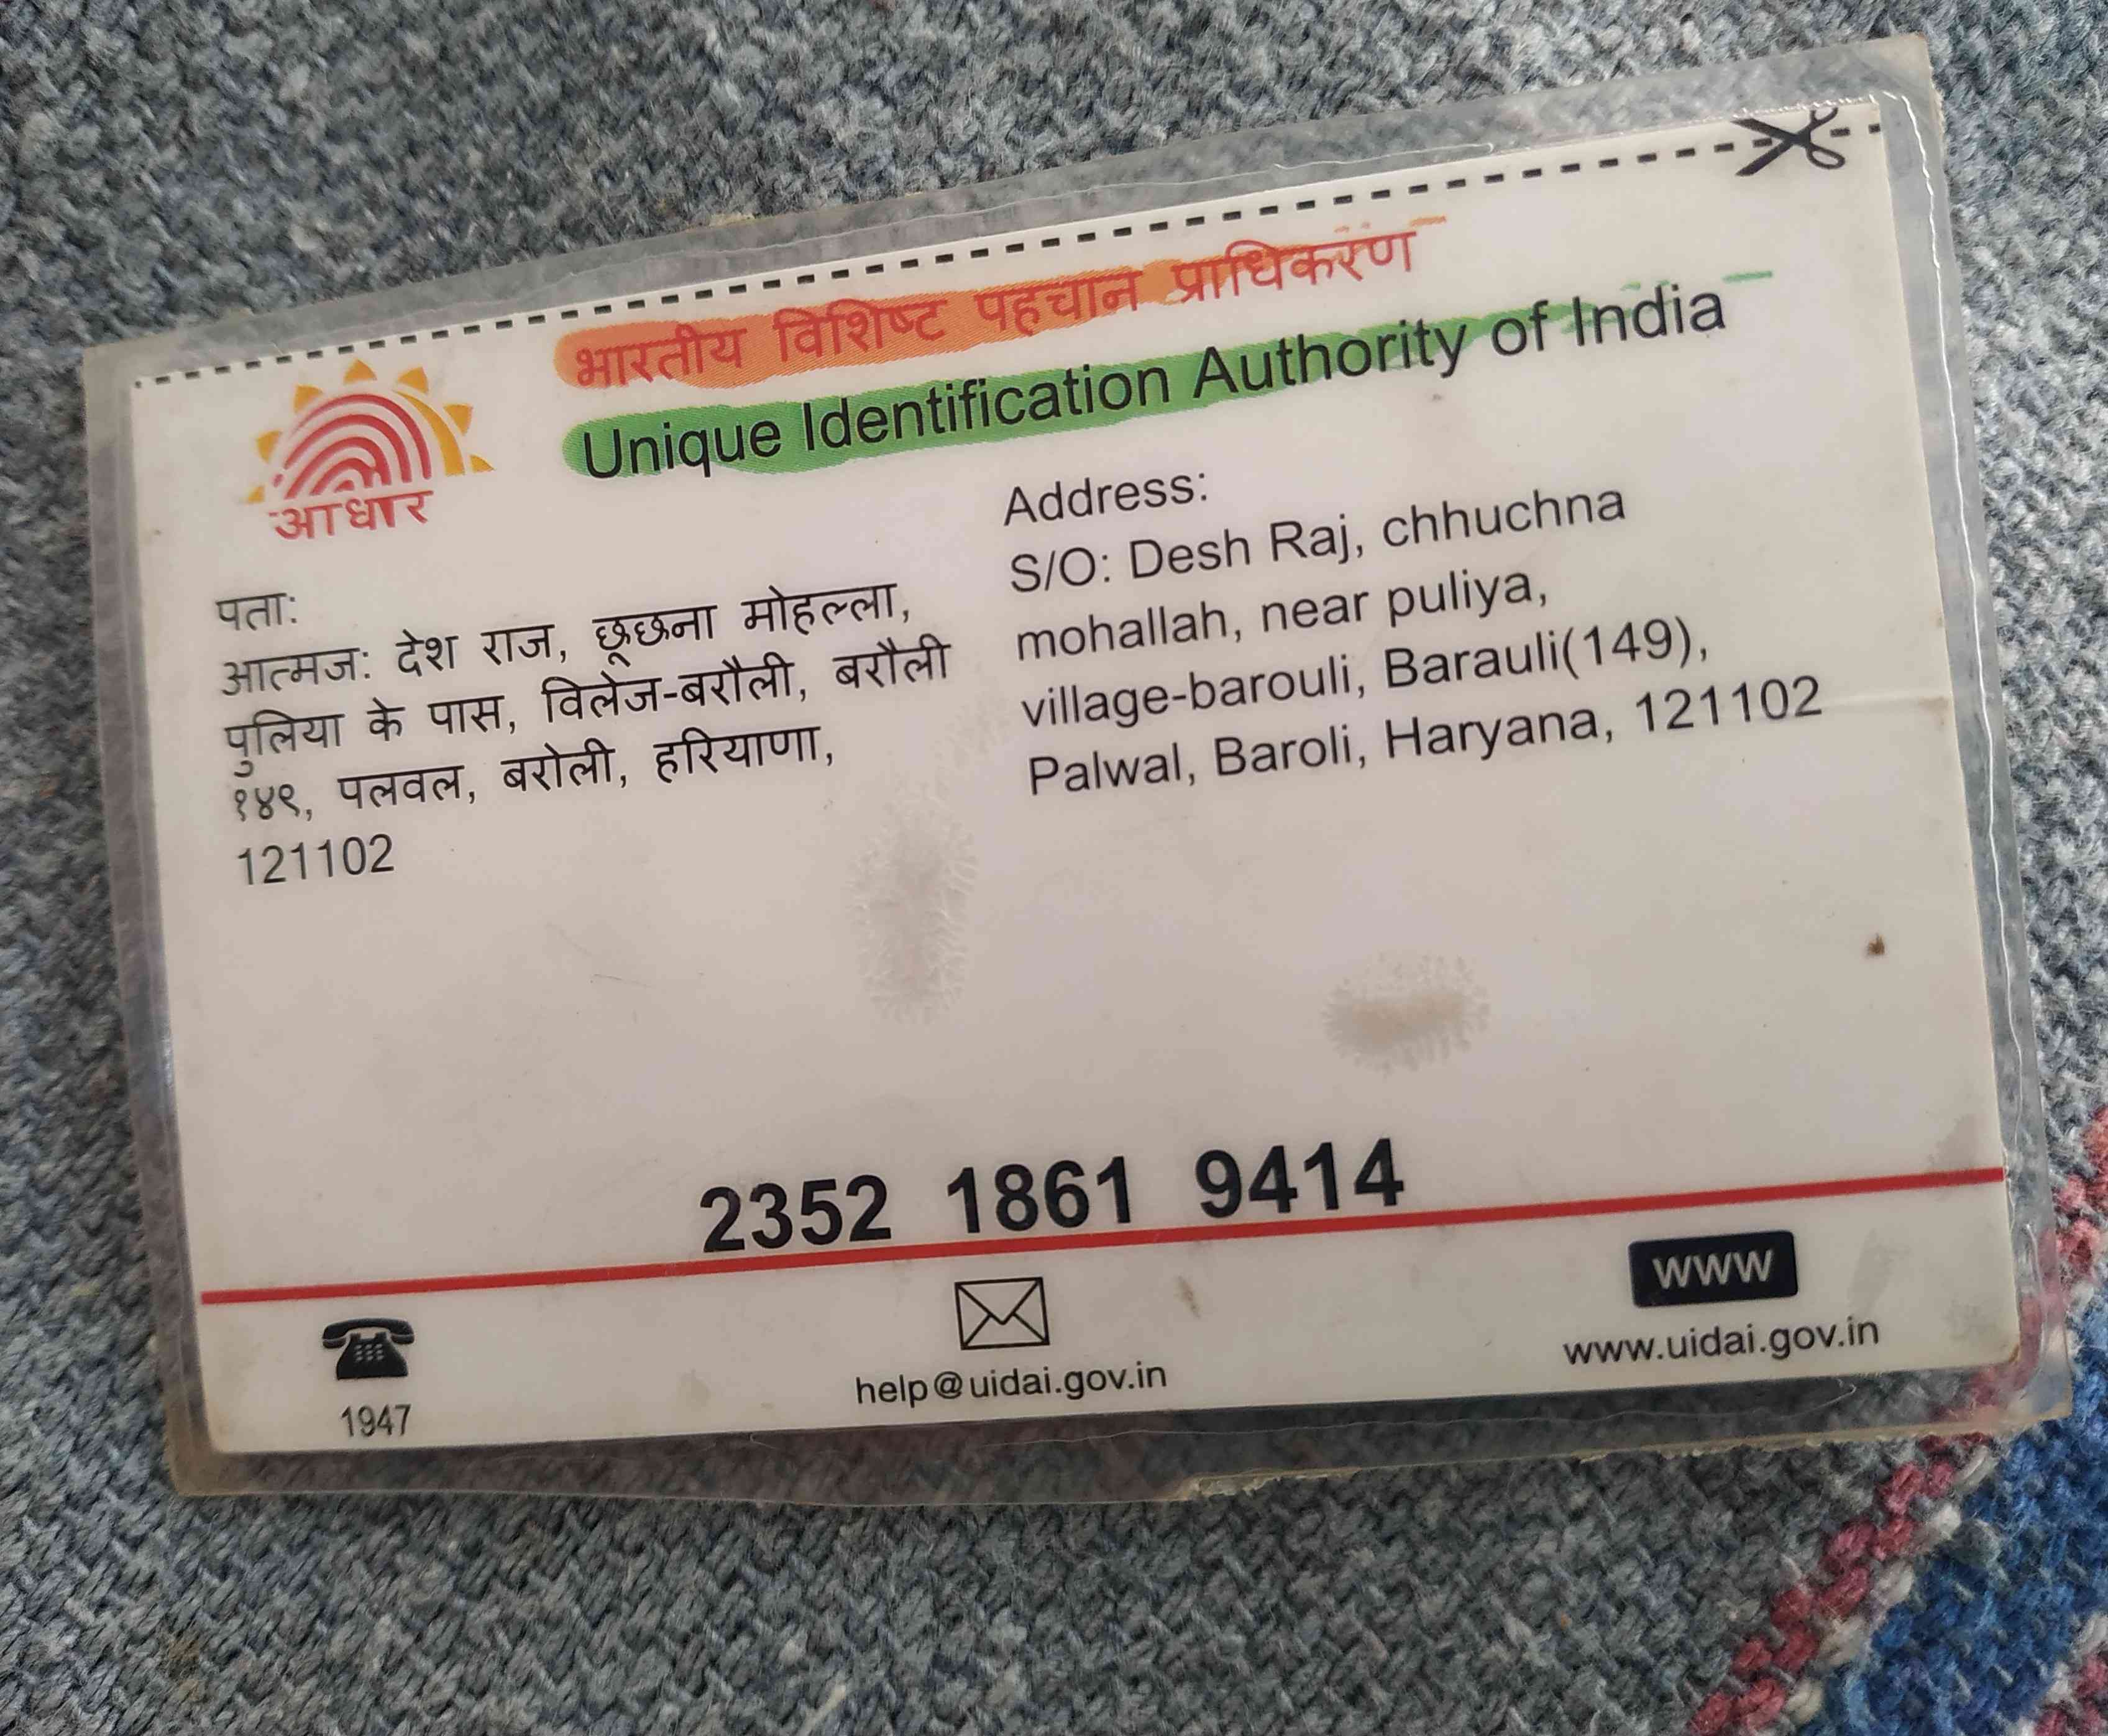 भारतीय विशिष्ट पहचान प्राधिकरण
Unique Identification Authority of India
आधार
पता:
आत्मज: देश राज, छूछना मोहल्ला,
पुलिया के पास, विलेज-बरौली, बरौली
१४९, पलवल, बरोली, हरियाणा,
121102
Address:
S/O: Desh Raj, chhuchna
mohallah, near puliya,
village-barouli, Barauli(149),
Palwal, Baroli, Haryana, 121102
2352 1861 9414
1947
help@uidai.gov.in
www
www.uidai.gov.in